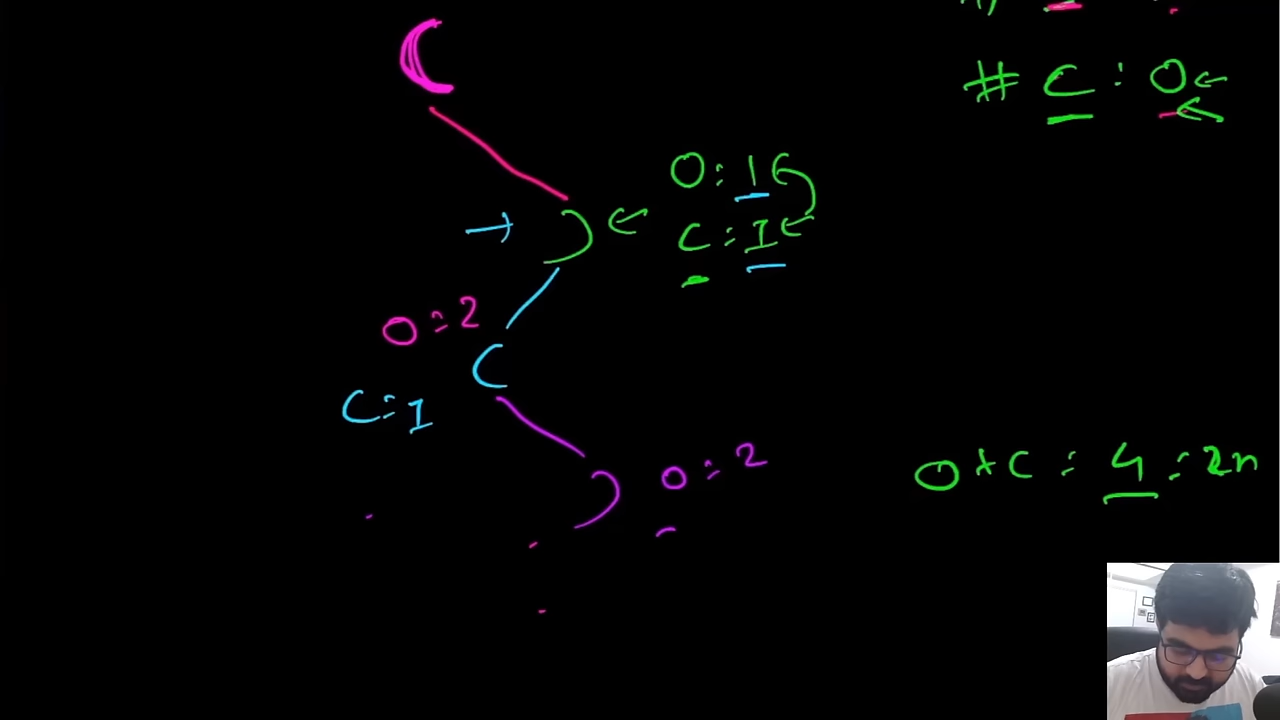 (
# C : O ←
O : 1
) ← C : 1
→
O = 2
(
C = 1
) O = 2
O + C = 4 = 2n